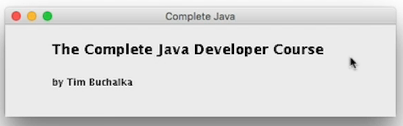 Complete Java
The Complete Java Developer Course
by Tim Buchalka